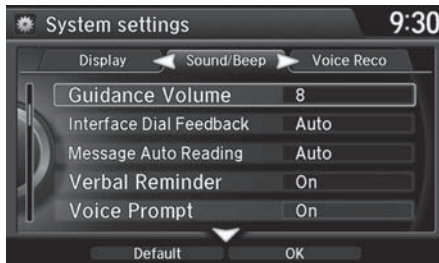 System settings 9:30
Display Sound/Beep Voice Reco
Guidance Volume 8
Interface Dial Feedback Auto
Message Auto Reading Auto
Verbal Reminder On
Voice Prompt On
Default OK